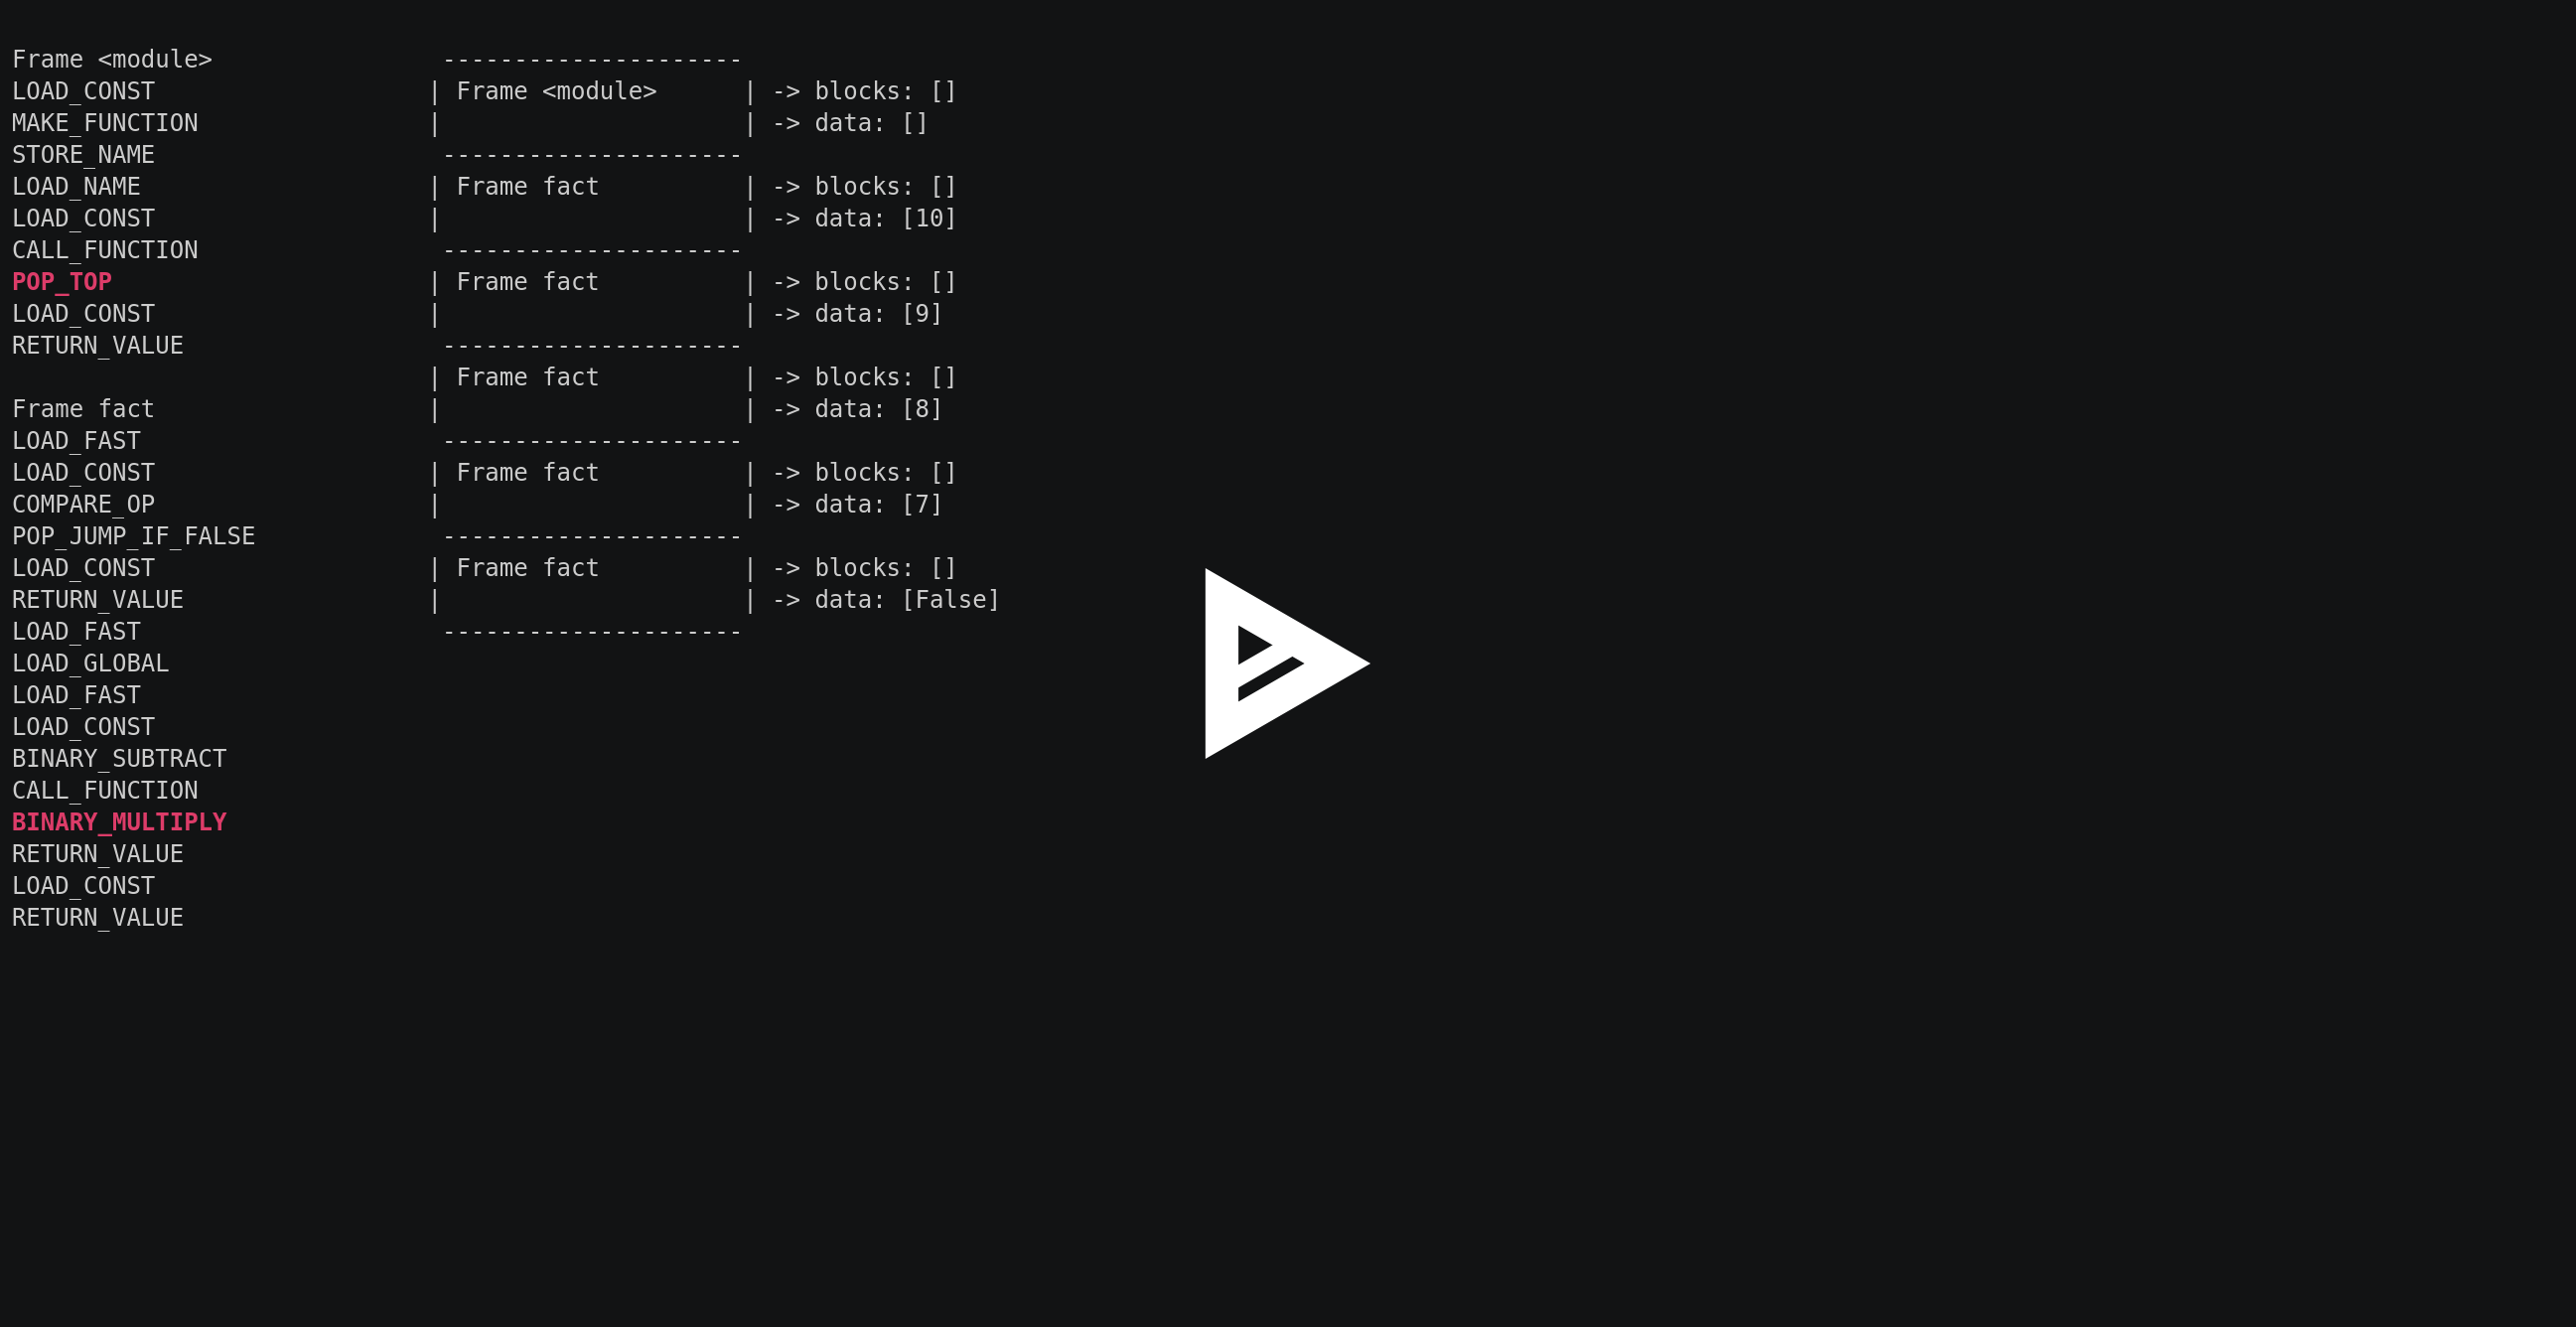 Frame <module>                ---------------------
LOAD_CONST                   | Frame <module>      | -> blocks: []
MAKE_FUNCTION                |                     | -> data: []
STORE_NAME                    ---------------------
LOAD_NAME                    | Frame fact          | -> blocks: []
LOAD_CONST                   |                     | -> data: [10]
CALL_FUNCTION                 ---------------------
POP_TOP                      | Frame fact          | -> blocks: []
LOAD_CONST                   |                     | -> data: [9]
RETURN_VALUE                  ---------------------
                             | Frame fact          | -> blocks: []
Frame fact                   |                     | -> data: [8]
LOAD_FAST                     ---------------------
LOAD_CONST                   | Frame fact          | -> blocks: []
COMPARE_OP                   |                     | -> data: [7]
POP_JUMP_IF_FALSE             ---------------------
LOAD_CONST                   | Frame fact          | -> blocks: []
RETURN_VALUE                 |                     | -> data: [False]
LOAD_FAST                     ---------------------
LOAD_GLOBAL
LOAD_FAST
LOAD_CONST
BINARY_SUBTRACT
CALL_FUNCTION
BINARY_MULTIPLY
RETURN_VALUE
LOAD_CONST
RETURN_VALUE